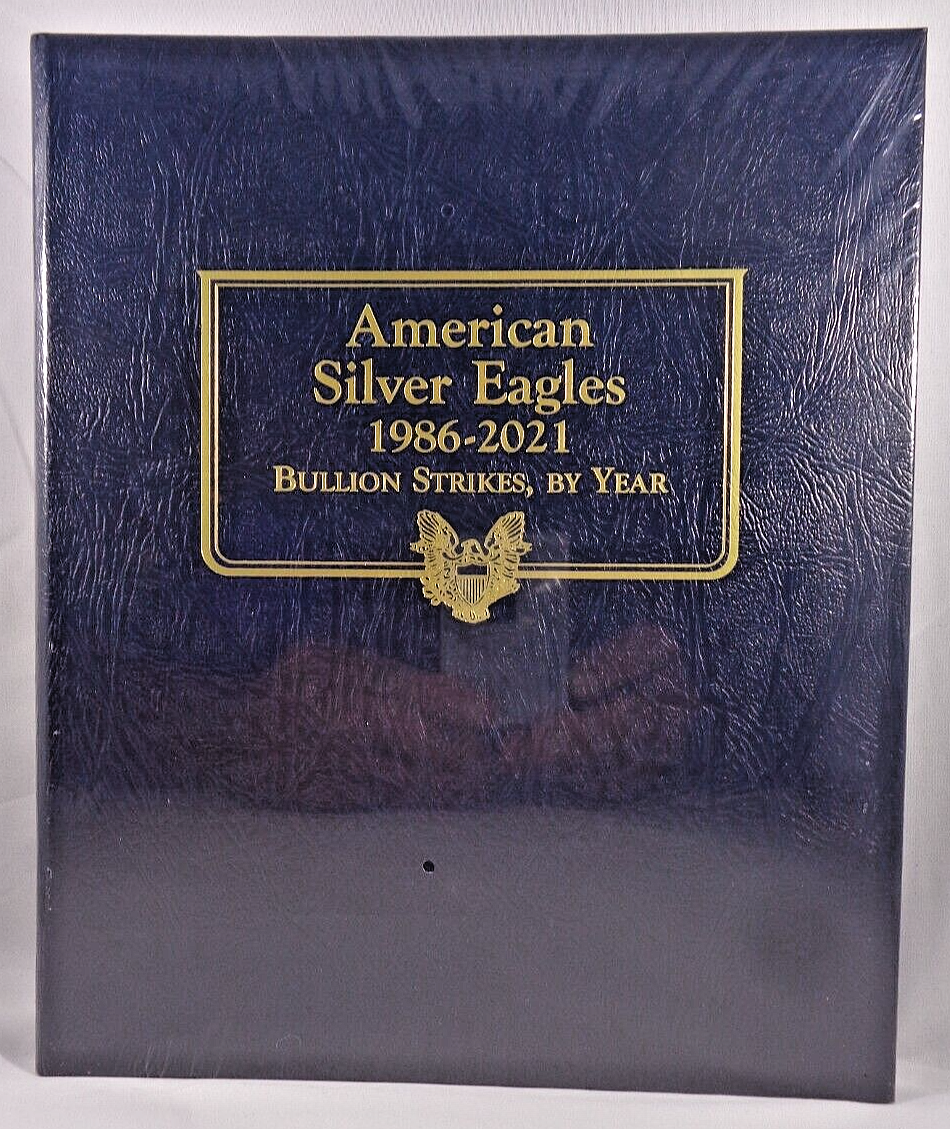 American
Silver Eagles
1986-2021
BULLION STRIKES, BY YEAR